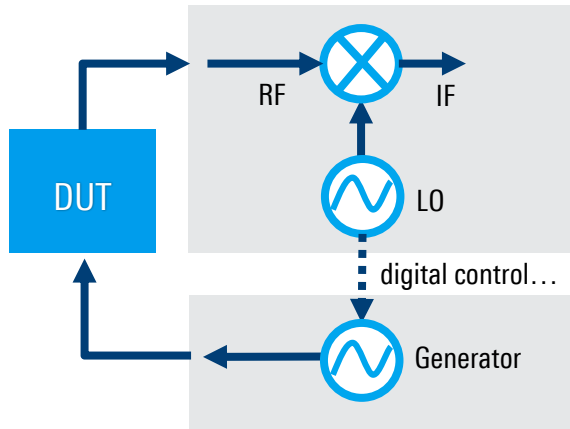 RF
IF
DUT
LO
digital control...
Generator